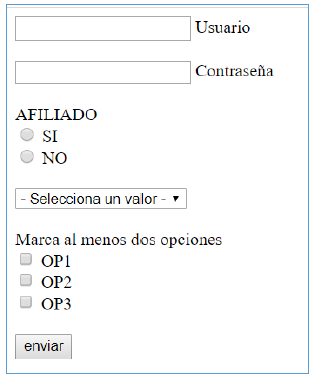 Usuario
Contraseña
AFILIADO
SI
NO
- Selecciona un valor -
Marca al menos dos opciones
OP1
OP2
OP3
enviar